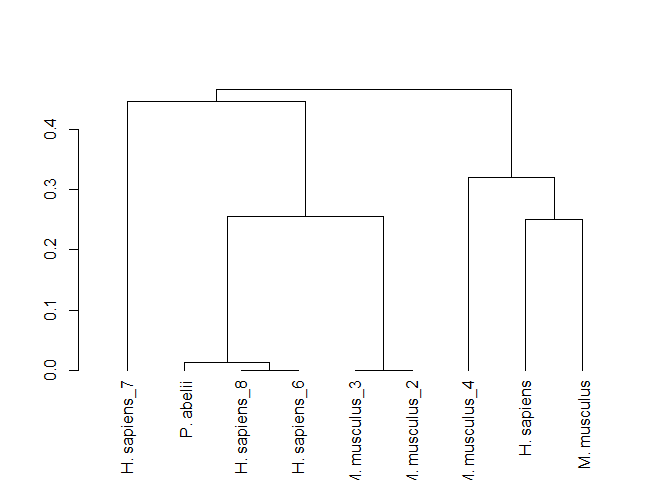 0.4
0.3
0.2
0.1
0.0
H. sapiens_7
P. abelii
H. sapiens_8
H. sapiens_6
M. musculus_3
M. musculus_2
M. musculus_4
H. sapiens
M. musculus